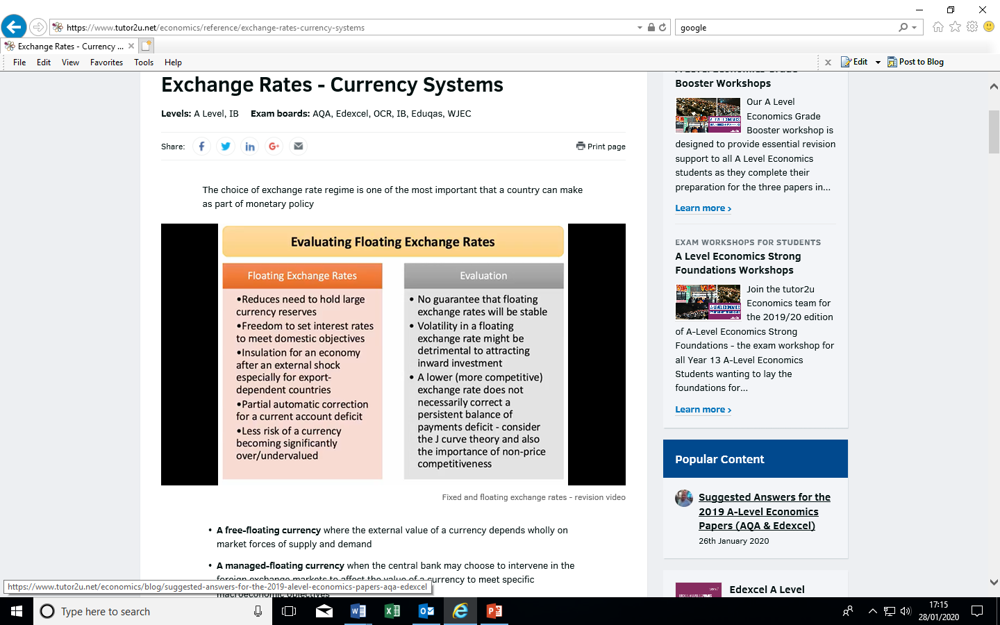 https://www.tutor2u.net/economics/reference/exchange-rates-currency-systems
google
Exchange Rates - Currency ...
File Edit View Favorites Tools Help
Edit
Post to Blog
Exchange Rates - Currency Systems
Levels: A Level, IB Exam boards: AQA, Edexcel, OCR, IB, Eduqas, WJEC
Share:
Print page
The choice of exchange rate regime is one of the most important that a country can make
as part of monetary policy
Evaluating Floating Exchange Rates
Floating Exchange Rates
•Reduces need to hold large
currency reserves
•Freedom to set interest rates
to meet domestic objectives
•Insulation for an economy
after an external shock
especially for export-
dependent countries
•Partial automatic correction
for a current account deficit
•Less risk of a currency
becoming significantly
over/undervalued
Evaluation
• No guarantee that floating
exchange rates will be stable
• Volatility in a floating
exchange rate might be
detrimental to attracting
inward investment
• A lower (more competitive)
exchange rate does not
necessarily correct a
persistent balance of
payments deficit - consider
the J curve theory and also
the importance of non-price
competitiveness
Fixed and floating exchange rates - revision video
• A free-floating currency where the external value of a currency depends wholly on
market forces of supply and demand
• A managed-floating currency when the central bank may choose to intervene in the
foreign exchange markets to affect the value of a currency to meet specific
macroeconomic objectives
A Level Economics Grade
Booster Workshops
Our A Level
Economics Grade
Booster workshop is
designed to provide essential revision
support to all A Level Economics
students as they complete their
preparation for the three papers in...
Learn more ›
EXAM WORKSHOPS FOR STUDENTS
A Level Economics Strong
Foundations Workshops
A-LEVEL ECONOMICS
Join the tutor2u
Economics team for
the 2019/20 edition
of A-Level Economics Strong
Foundations - the exam workshop for
all Year 13 A-Level Economics
Students wanting to lay the
foundations for...
Learn more ›
Popular Content
Suggested Answers for the
2019 A-Level Economics
Papers (AQA & Edexcel)
26th January 2020
Edexcel A Level
https://www.tutor2u.net/economics/blog/suggested-answers-for-the-2019-alevel-economics-papers-aqa-edexcel
Type here to search
17:15
28/01/2020